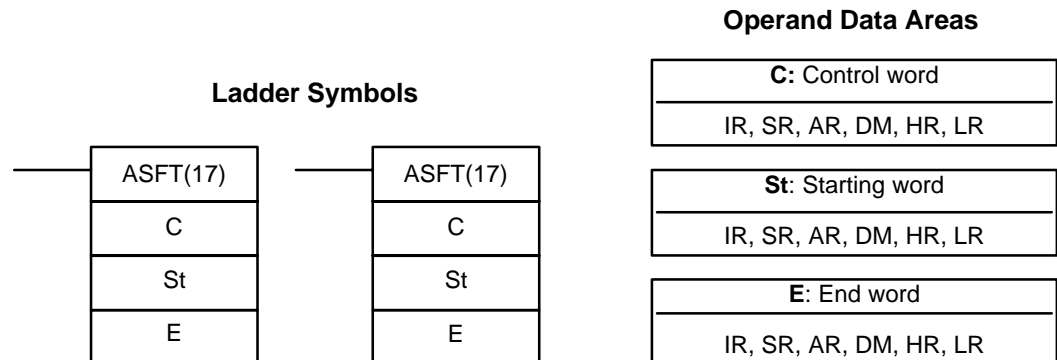 Ladder Symbols
ASFT(17)
C
St
E
ASFT(17)
C
St
E
Operand Data Areas
C: Control word
IR, SR, AR, DM, HR, LR
St: Starting word
IR, SR, AR, DM, HR, LR
E: End word
IR, SR, AR, DM, HR, LR